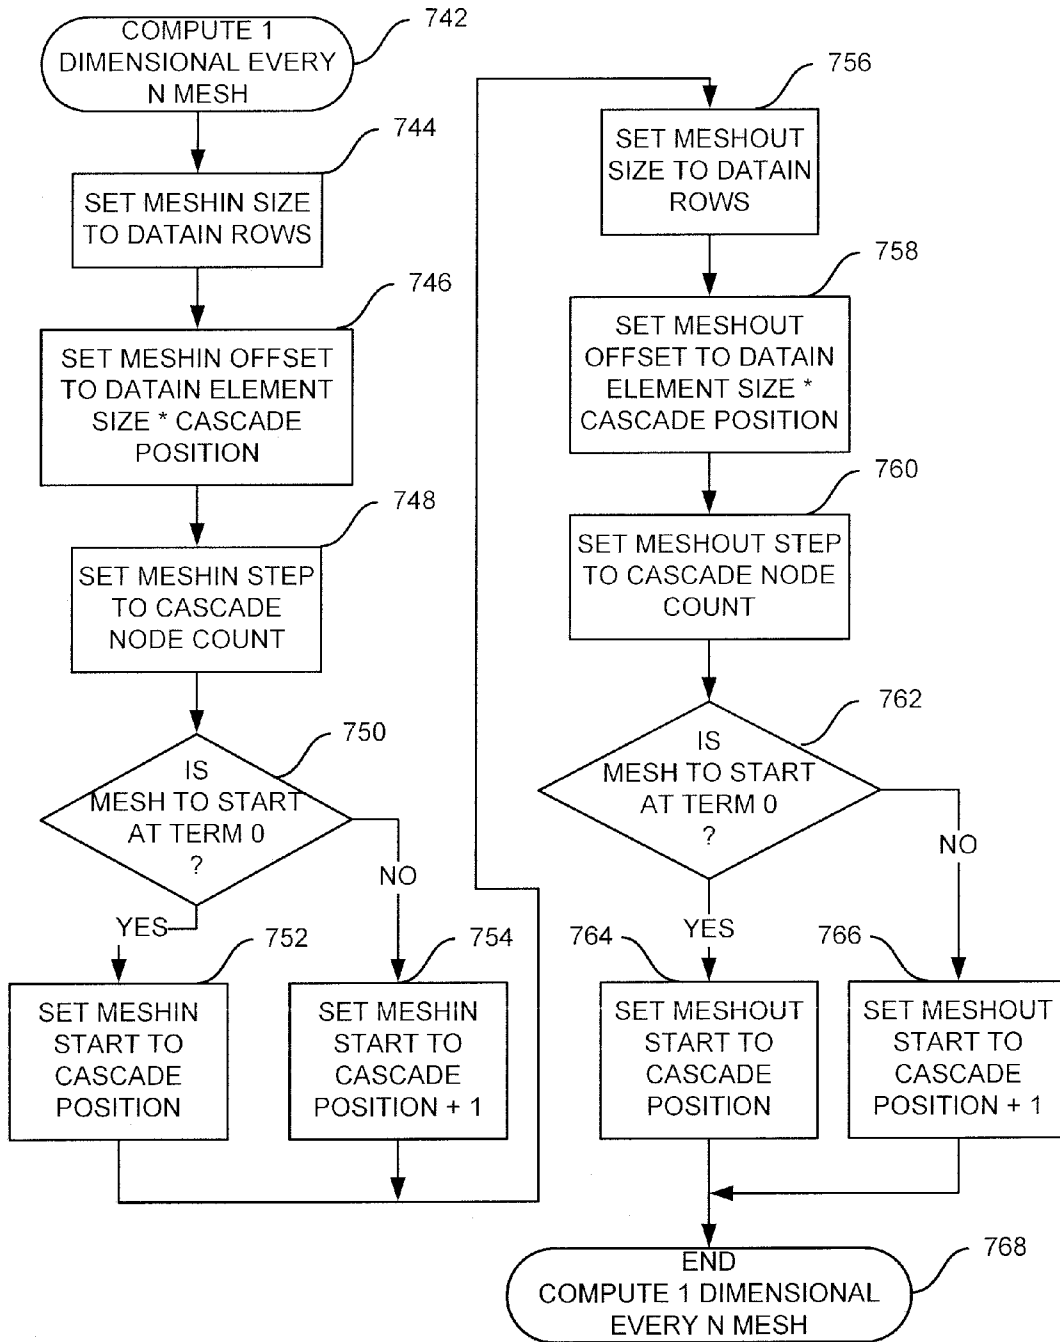 COMPUTE 1
DIMENSIONAL EVERY
N MESH
742
744
SET MESHIN SIZE
TO DATAIN ROWS
746
SET MESHIN OFFSET
TO DATAIN ELEMENT
SIZE * CASCADE
POSITION
748
SET MESHIN STEP
TO CASCADE
NODE COUNT
750
IS
MESH TO START
AT TERM 0
?
YES
NO
752
SET MESHIN
START TO
CASCADE
POSITION
754
SET MESHIN
START TO
CASCADE
POSITION + 1
756
SET MESHOUT
SIZE TO DATAIN
ROWS
758
SET MESHOUT
OFFSET TO DATAIN
ELEMENT SIZE *
CASCADE POSITION
760
SET MESHOUT STEP
TO CASCADE NODE
COUNT
762
IS
MESH TO START
AT TERM 0
?
YES
NO
764
SET MESHOUT
START TO
CASCADE
POSITION
766
SET MESHOUT
START TO
CASCADE
POSITION + 1
768
END
COMPUTE 1 DIMENSIONAL
EVERY N MESH